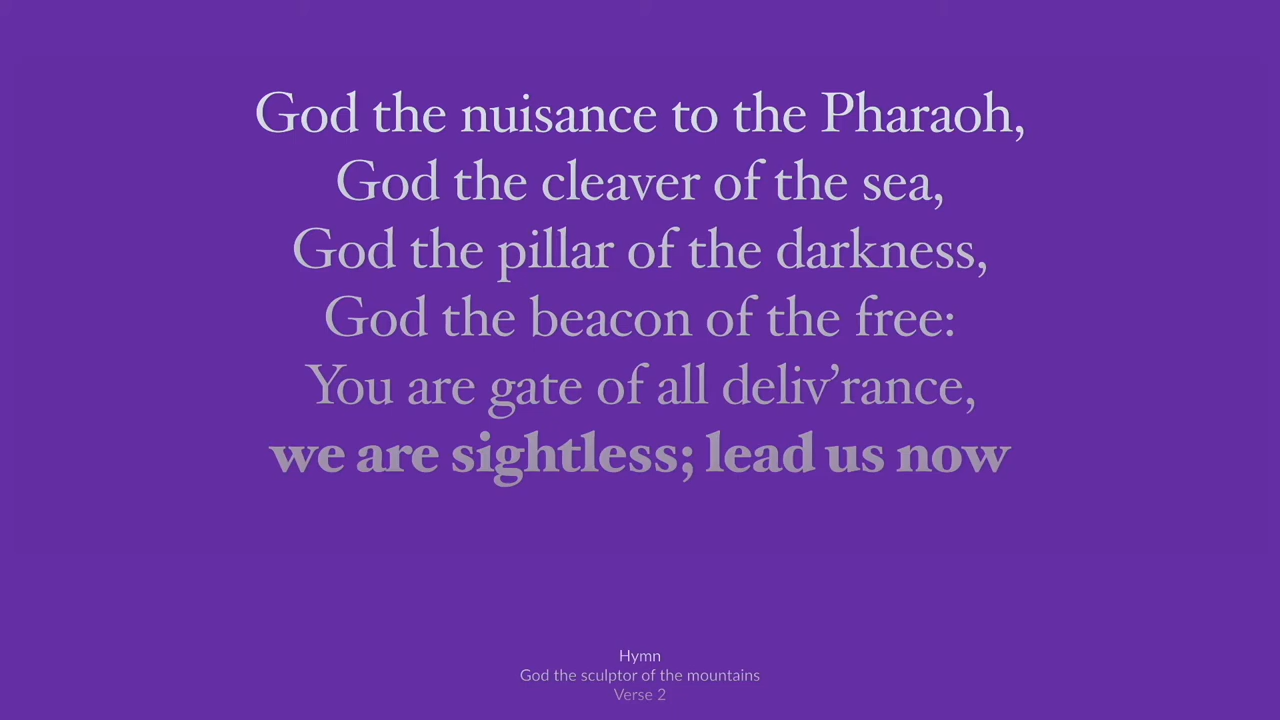 God the nuisance to the Pharaoh,
God the cleaver of the sea,
God the pillar of the darkness,
God the beacon of the free:
You are gate of all deliv’rance,
we are sightless; lead us now
Hymn
God the sculptor of the mountains
Verse 2